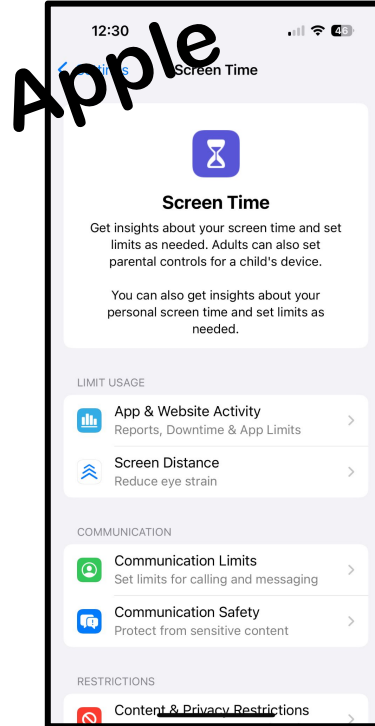 12:30
46
Apple
Settings
Screen Time
Screen Time
Get insights about your screen time and set
limits as needed. Adults can also set
parental controls for a child's device.
You can also get insights about your
personal screen time and set limits as
needed.
LIMIT USAGE
App & Website Activity
Reports, Downtime & App Limits
Screen Distance
Reduce eye strain
COMMUNICATION
Communication Limits
Set limits for calling and messaging
Communication Safety
Protect from sensitive content
RESTRICTIONS
Content & Privacy Restrictions